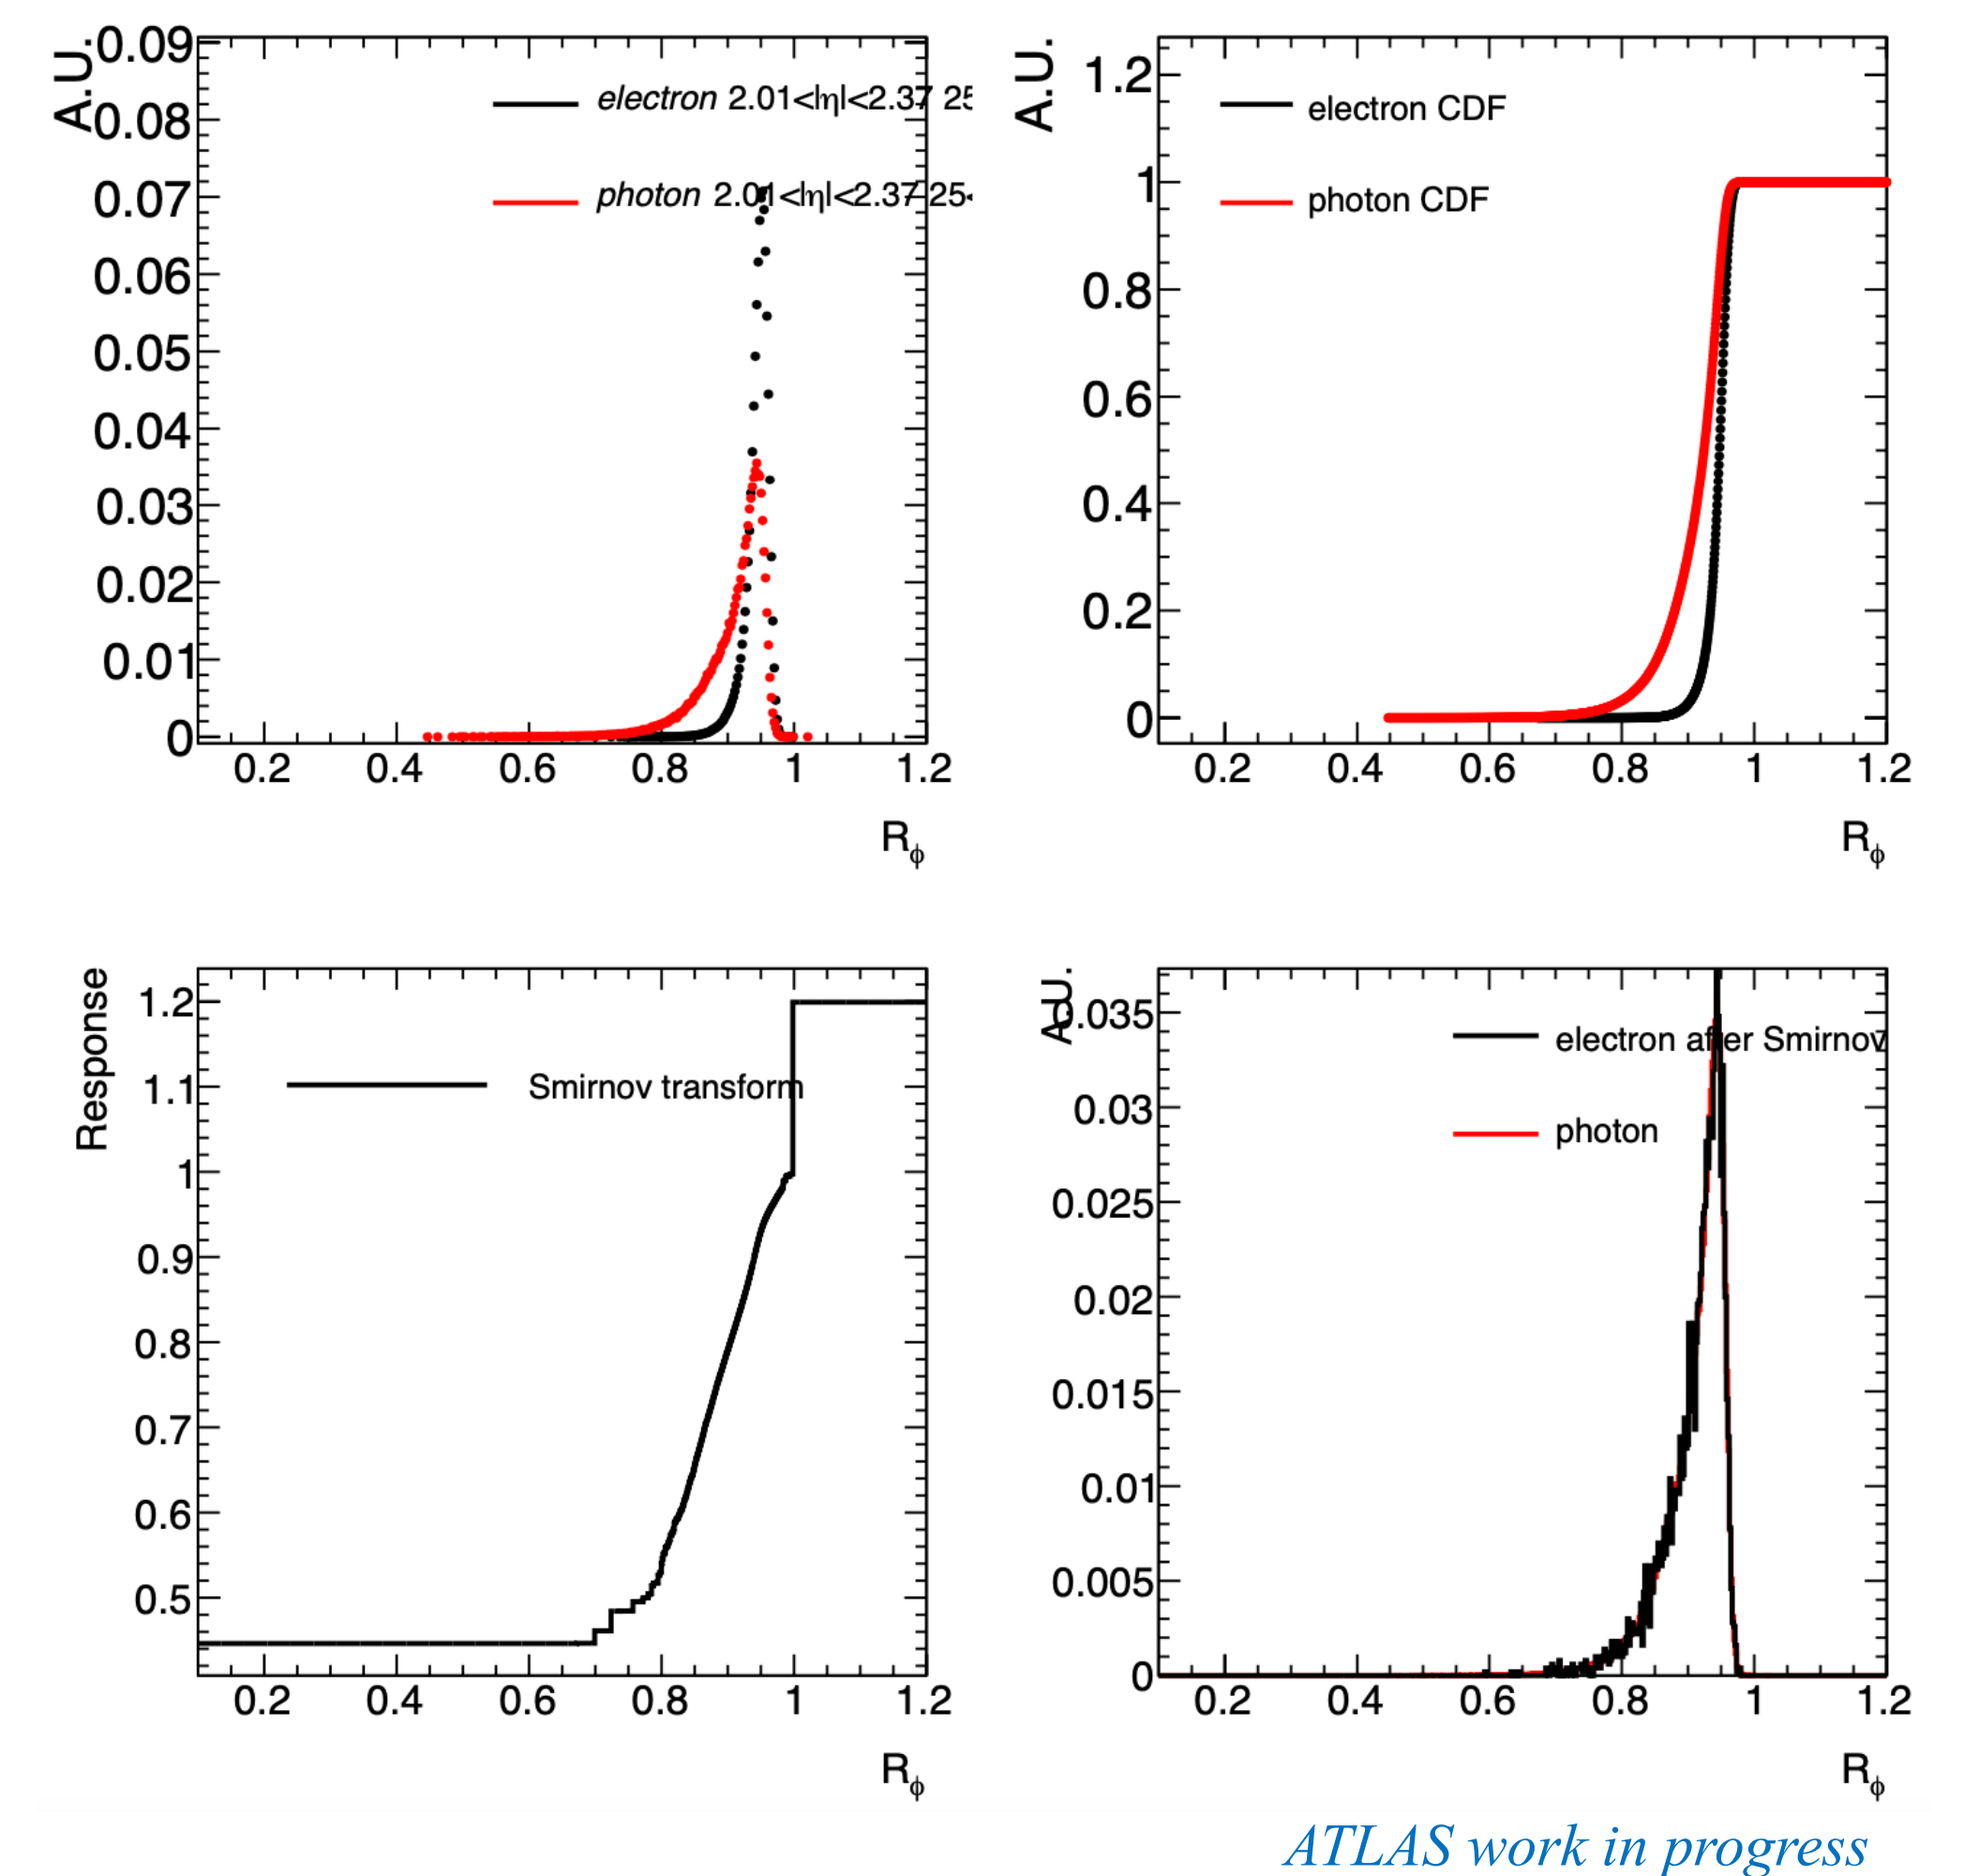 A.U.
0.09
0.08
0.07
0.06
0.05
0.04
0.03
0.02
0.01
0
electron 2.01<|η|<2.37 25
photon 2.01<|η|<2.37 25<
0.2 0.4 0.6 0.8 1 1.2
Rϕ
A.U.
1.2
1
0.8
0.6
0.4
0.2
0
electron CDF
photon CDF
0.2 0.4 0.6 0.8 1 1.2
Rϕ
Response
1.2
1.1
1
0.9
0.8
0.7
0.6
0.5
Smirnov transform
0.2 0.4 0.6 0.8 1 1.2
Rϕ
A.U.
0.035
0.03
0.025
0.02
0.015
0.01
0.005
0
electron after Smirnov
photon
0.2 0.4 0.6 0.8 1 1.2
Rϕ
ATLAS work in progress